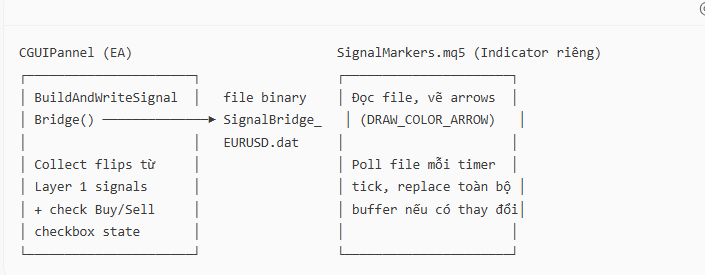 CGUIPannel (EA) SignalMarkers.mq5 (Indicator riêng)
BuildAndWriteSignal file binary Đọc file, vẽ arrows
Bridge() ───────────► SignalBridge_ (DRAW_COLOR_ARROW)
EURUSD.dat
Collect flips từ Poll file mỗi timer
Layer 1 signals tick, replace toàn bộ
+ check Buy/Sell buffer nếu có thay đổi
checkbox state